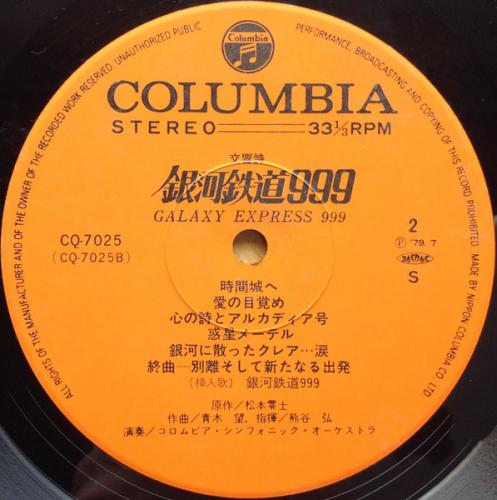 ALL RIGHTS OF THE MANUFACTURER AND OF THE OWNER OF THE RECORDED WORK RESERVED. UNAUTHORIZED PUBLIC
PERFORMANCE, BROADCASTING AND COPYING OF THIS RECORD PROHIBITED. MADE BY NIPPON COLUMBIA CO. LTD.
Columbia
COLUMBIA
STEREO 33 1/3 RPM
交響詩
銀河鉄道999
GALAXY EXPRESS 999
CQ-7025
(CQ-7025B)
2
Ⓟ '79. 7
JASRAC
S
時間城へ
愛の目覚め
心の詩とアルカディア号
惑星メーテル
銀河に散ったクレア…涙
終曲―別離そして新たなる出発
[挿入歌] 銀河鉄道999
原作/松本零士
作曲/青木 望, 指揮/熊谷 弘
演奏/コロムビア・シンフォニック・オーケストラ